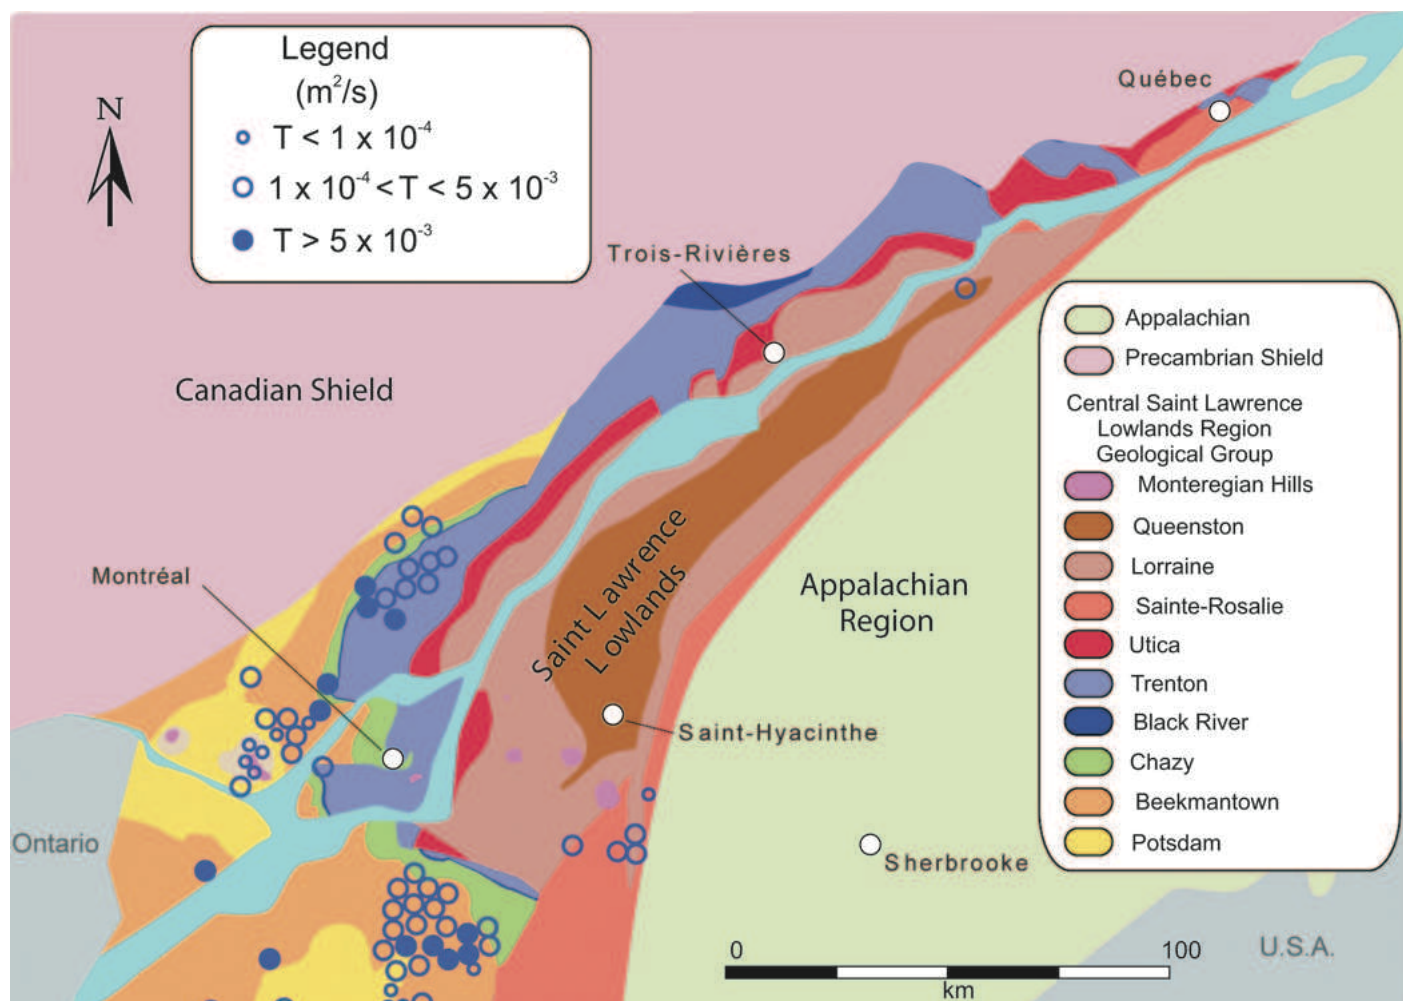 Legend
(m²/s)
T < 1 x 10⁻⁴
1 x 10⁻⁴ < T < 5 x 10⁻³
T > 5 x 10⁻³
N
Québec
Trois-Rivières
Canadian Shield
Montréal
Saint Lawrence
Lowlands
Appalachian
Region
Saint-Hyacinthe
Sherbrooke
Ontario
U.S.A.
Appalachian
Precambrian Shield
Central Saint Lawrence
Lowlands Region
Geological Group
Monteregian Hills
Queenston
Lorraine
Sainte-Rosalie
Utica
Trenton
Black River
Chazy
Beekmantown
Potsdam
0 100
km